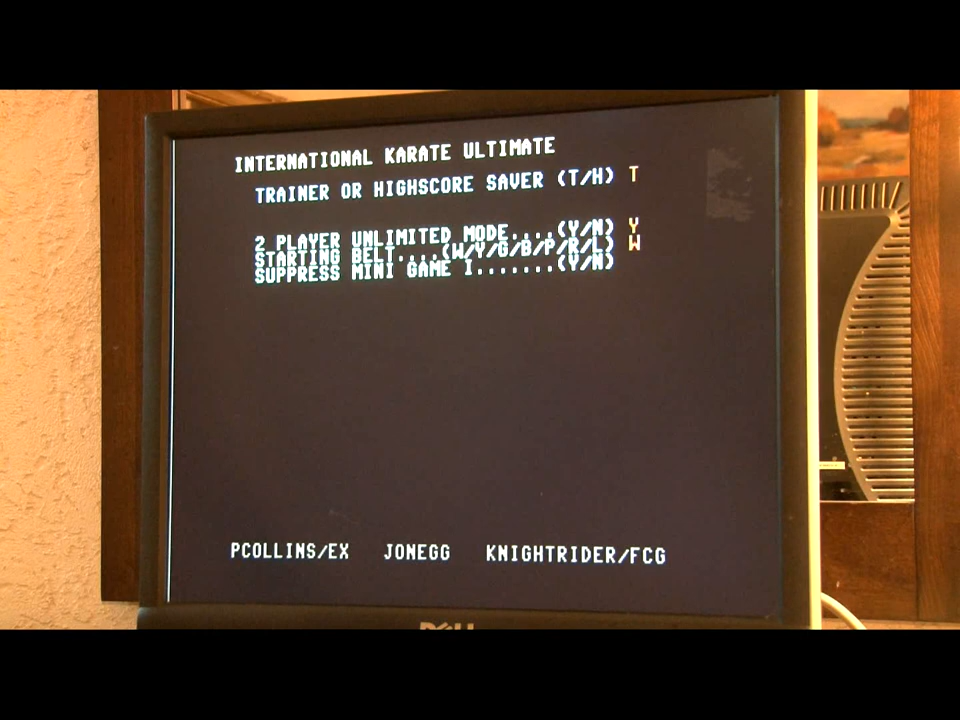 INTERNATIONAL KARATE ULTIMATE
TRAINER OR HIGHSCORE SAVER (T/H) T
2 PLAYER UNLIMITED MODE....(Y/N) Y
STARTING BELT....(W/Y/G/B/P/R/L) W
SUPPRESS MINI GAME I.......(Y/N)
PCOLLINS/EX JONEGG KNIGHTRIDER/FCG
DELL